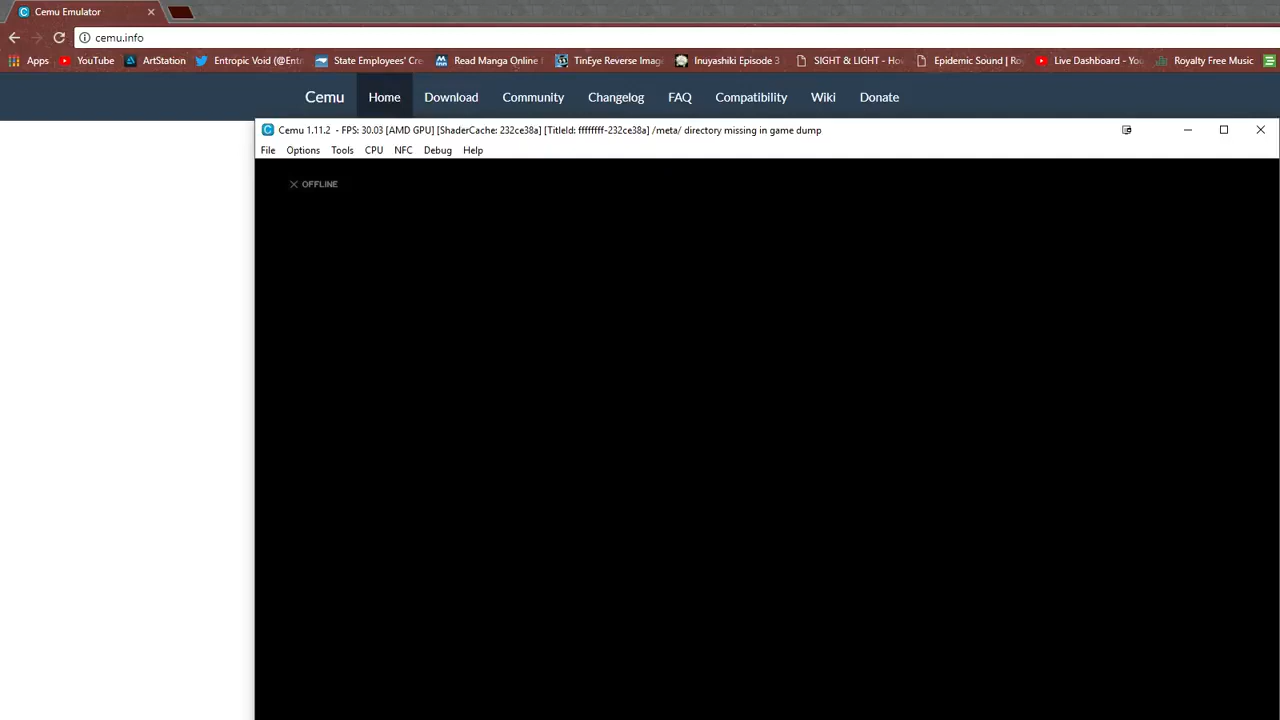 Cemu Emulator
cemu.info
Apps YouTube ArtStation Entropic Void (@Ent State Employees' Cre Read Manga Online TinEye Reverse Imag Inuyashiki Episode 3 SIGHT & LIGHT - Ho Epidemic Sound | Ro Live Dashboard - You Royalty Free Music
Cemu Home Download Community Changelog FAQ Compatibility Wiki Donate
Cemu 1.11.2 - FPS: 30.03 [AMD GPU] [ShaderCache: 232ce38a] [TitleId: ffffffff-232ce38a] /meta/ directory missing in game dump
File Options Tools CPU NFC Debug Help
OFFLINE